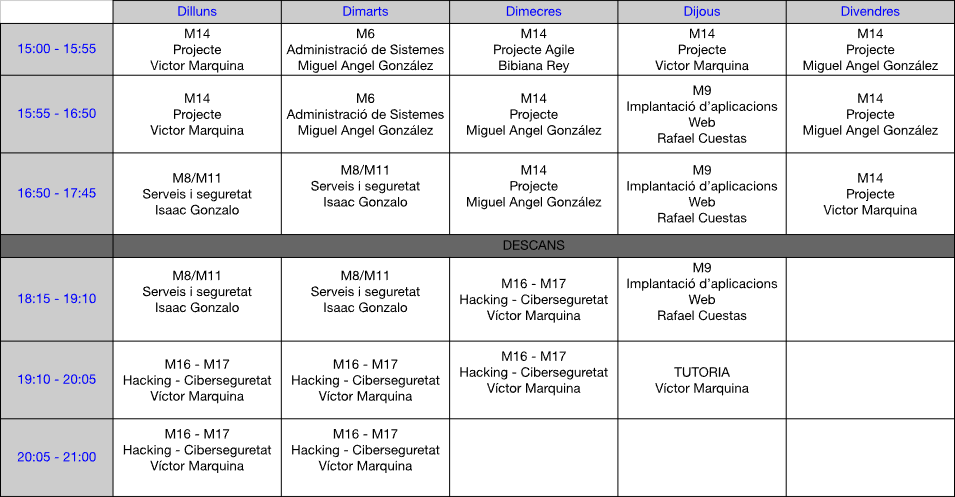 Dilluns Dimarts Dimecres Dijous Divendres
15:00 - 15:55
M14
Projecte
Victor Marquina
M6
Administració de Sistemes
Miguel Angel González
M14
Projecte Agile
Bibiana Rey
M14
Projecte
Victor Marquina
M14
Projecte
Miguel Angel González
15:55 - 16:50
M14
Projecte
Victor Marquina
M6
Administració de Sistemes
Miguel Angel González
M14
Projecte
Miguel Angel González
M9
Implantació d’aplicacions
Web
Rafael Cuestas
M14
Projecte
Miguel Angel González
16:50 - 17:45
M8/M11
Serveis i seguretat
Isaac Gonzalo
M8/M11
Serveis i seguretat
Isaac Gonzalo
M14
Projecte
Miguel Angel González
M9
Implantació d’aplicacions
Web
Rafael Cuestas
M14
Projecte
Victor Marquina
DESCANS
18:15 - 19:10
M8/M11
Serveis i seguretat
Isaac Gonzalo
M8/M11
Serveis i seguretat
Isaac Gonzalo
M16 - M17
Hacking - Ciberseguretat
Víctor Marquina
M9
Implantació d’aplicacions
Web
Rafael Cuestas
19:10 - 20:05
M16 - M17
Hacking - Ciberseguretat
Víctor Marquina
M16 - M17
Hacking - Ciberseguretat
Víctor Marquina
M16 - M17
Hacking - Ciberseguretat
Víctor Marquina
TUTORIA
Víctor Marquina
20:05 - 21:00
M16 - M17
Hacking - Ciberseguretat
Víctor Marquina
M16 - M17
Hacking - Ciberseguretat
Víctor Marquina